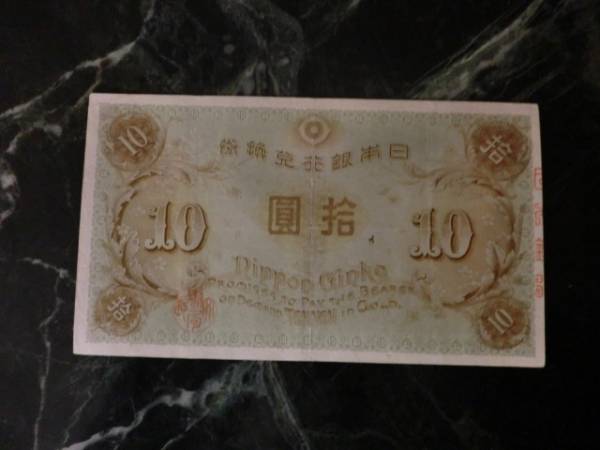 日本銀行兌換券
拾圓
10
10
10
拾
拾
10
Nippon Ginko
PROMISES TO PAY THE BEARER
ON DEMAND TEN YEN IN GOLD.